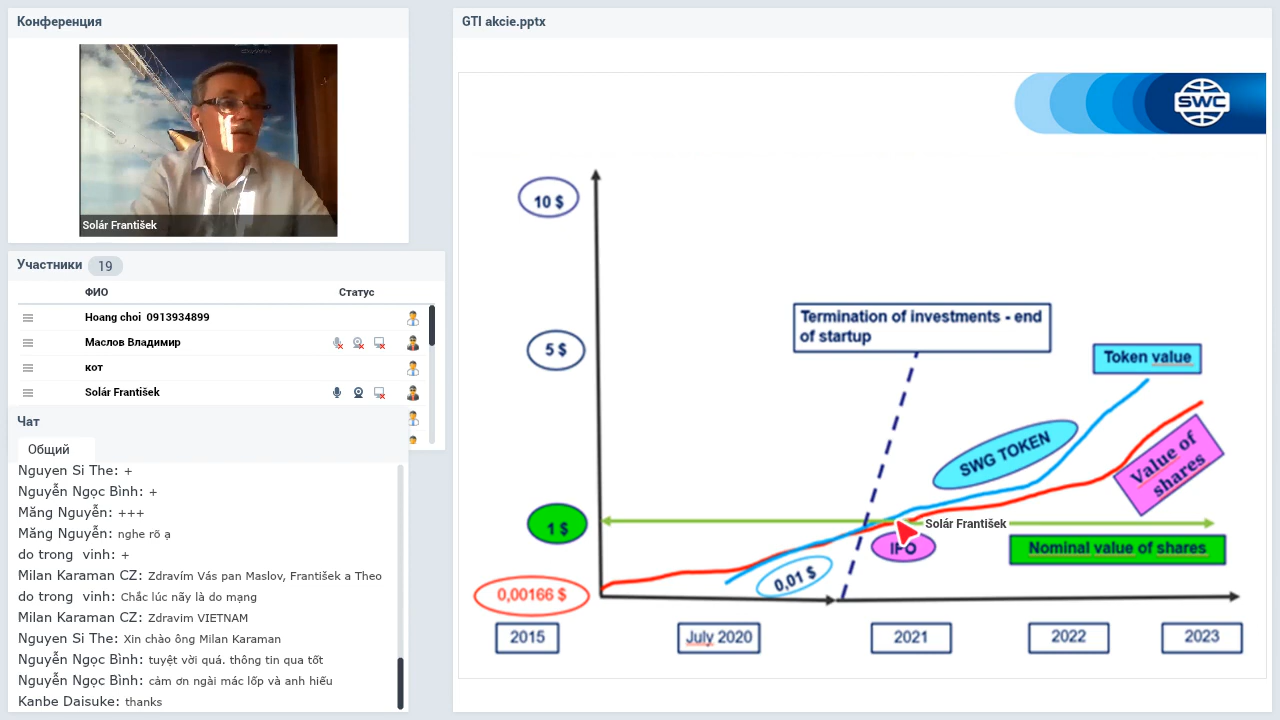 Конференция
Solár František
Участники 19
ФИО Статус
Hoang choi 0913934899
Маслов Владимир
кот
Solár František
Чат
Общий
Nguyen Si The: +
Nguyễn Ngọc Bình: +
Măng Nguyễn: +++
Măng Nguyễn: nghe rõ ạ
do trong vinh: +
Milan Karaman CZ: Zdravím Vás pan Maslov, František a Theo
do trong vinh: Chắc lúc nãy là do mạng
Milan Karaman CZ: Zdravím VIETNAM
Nguyen Si The: Xin chào ông Milan Karaman
Nguyễn Ngọc Bình: tuyệt vời quá. thông tin qua tốt
Nguyễn Ngọc Bình: cảm ơn ngài mác lốp và anh hiếu
Kanbe Daisuke: thanks
GTI akcie.pptx
SWC
10 $
Termination of investments - end
of startup
5 $
Token value
SWG TOKEN
Value of
shares
1 $
Solár František
IPO
Nominal value of shares
0,01 $
0,00166 $
2015
July 2020
2021
2022
2023